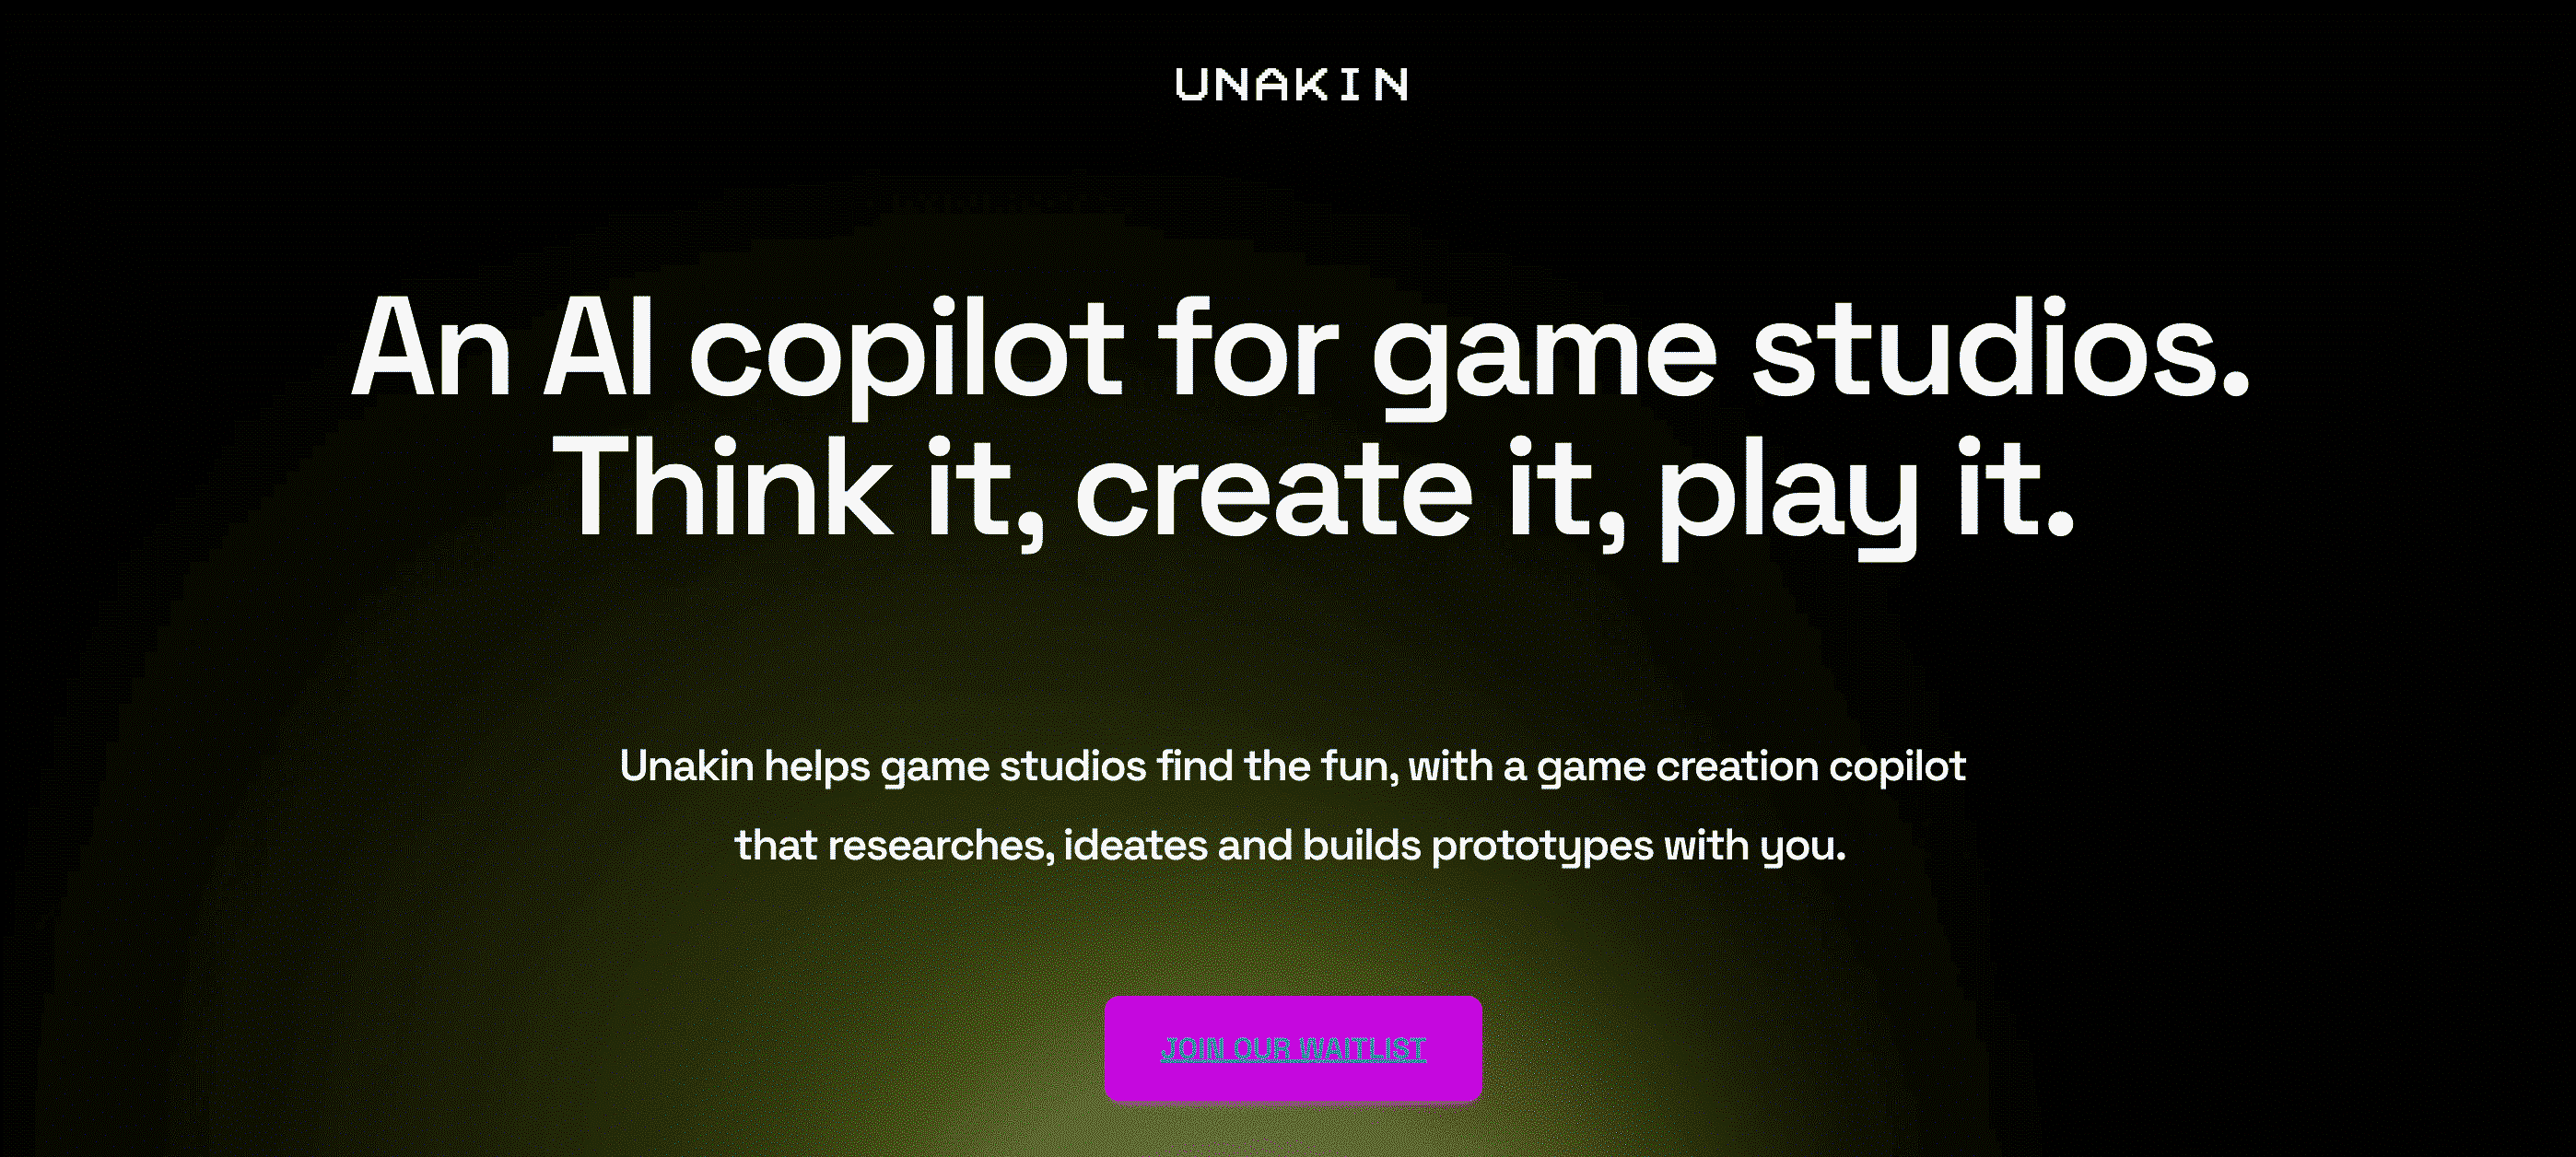 UNAKIN
An AI copilot for game studios.
Think it, create it, play it.
Unakin helps game studios find the fun, with a game creation copilot
that researches, ideates and builds prototypes with you.
JOIN OUR WAITLIST